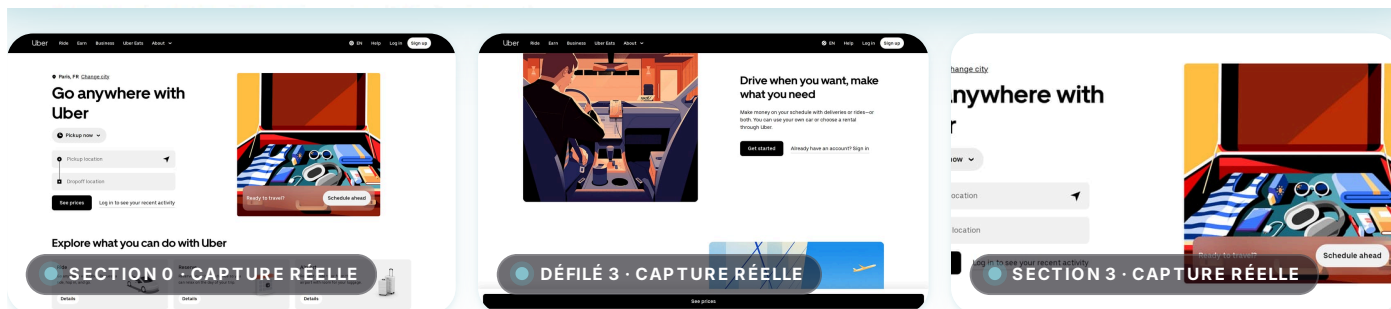 Uber Ride Earn Business Uber Eats About EN Help Log in Sign up
Paris, FR Change city
Go anywhere with
Uber
Pickup now
Pickup location
Dropoff location
See prices Log in to see your recent activity
Ready to travel? Schedule ahead
Explore what you can do with Uber
SECTION 0 · CAPTURE RÉELLE
Details Details Details
Uber Ride Earn Business Uber Eats About EN Help Log in Sign up
Drive when you want, make
what you need
Make money on your schedule with deliveries or rides—or
both. You can use your own car or choose a rental
through Uber.
Get started Already have an account? Sign in
DÉFILÉ 3 · CAPTURE RÉELLE
See prices
hange city
nywhere with
r
ow
ocation
location
Log in to see your recent activity
Ready to travel? Schedule ahead
SECTION 3 · CAPTURE RÉELLE